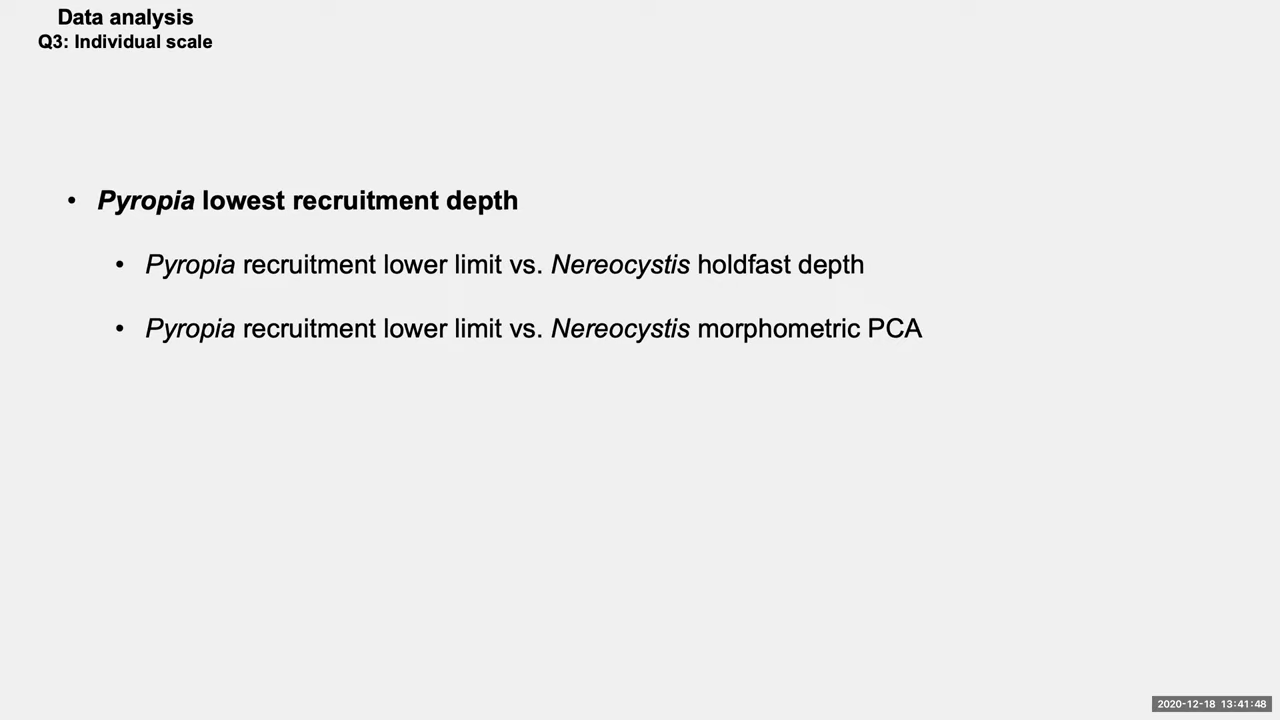 Data analysis
Q3: Individual scale
• Pyropia lowest recruitment depth
• Pyropia recruitment lower limit vs. Nereocystis holdfast depth
• Pyropia recruitment lower limit vs. Nereocystis morphometric PCA
2020-12-18 13:41:48